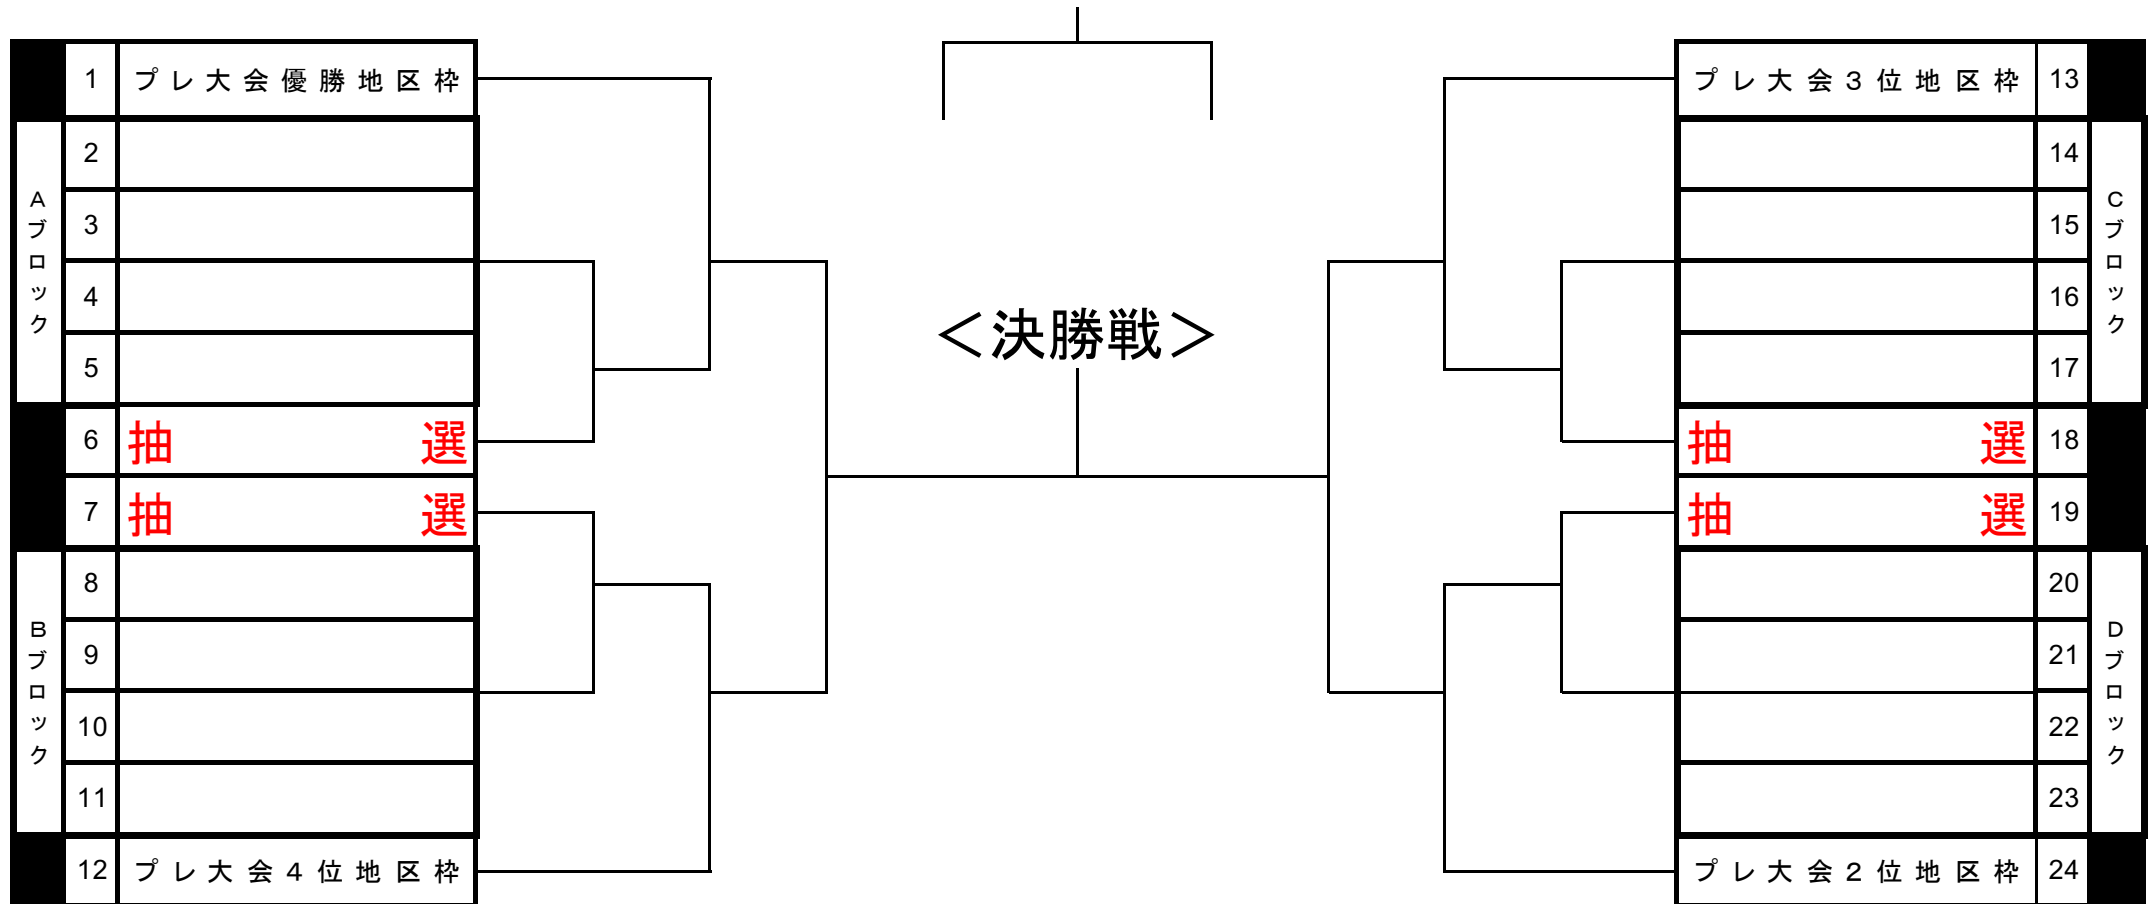 1 プレ大会優勝地区枠
Aブロック
2
3
4
5
6 抽選
7 抽選
Bブロック
8
9
10
11
12 プレ大会4位地区枠
＜決勝戦＞
プレ大会3位地区枠 13
14
15
16
17
Cブロック
抽選 18
抽選 19
20
21
22
23
Dブロック
プレ大会2位地区枠 24